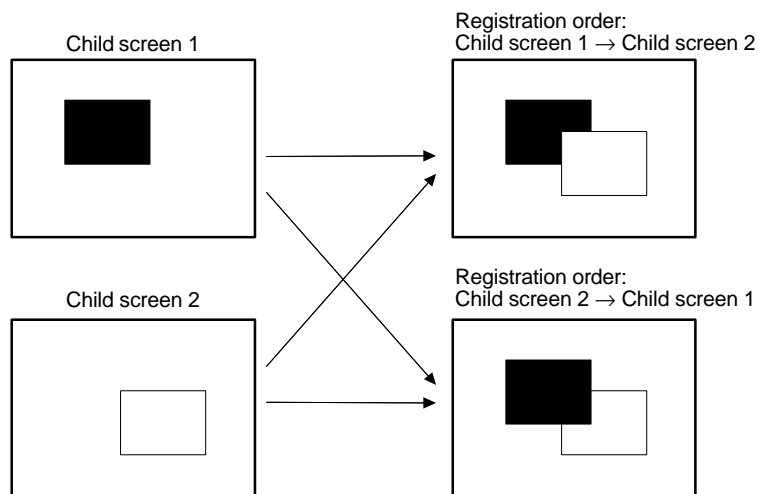 Child screen 1
Registration order:
Child screen 1 → Child screen 2
Child screen 2
Registration order:
Child screen 2 → Child screen 1